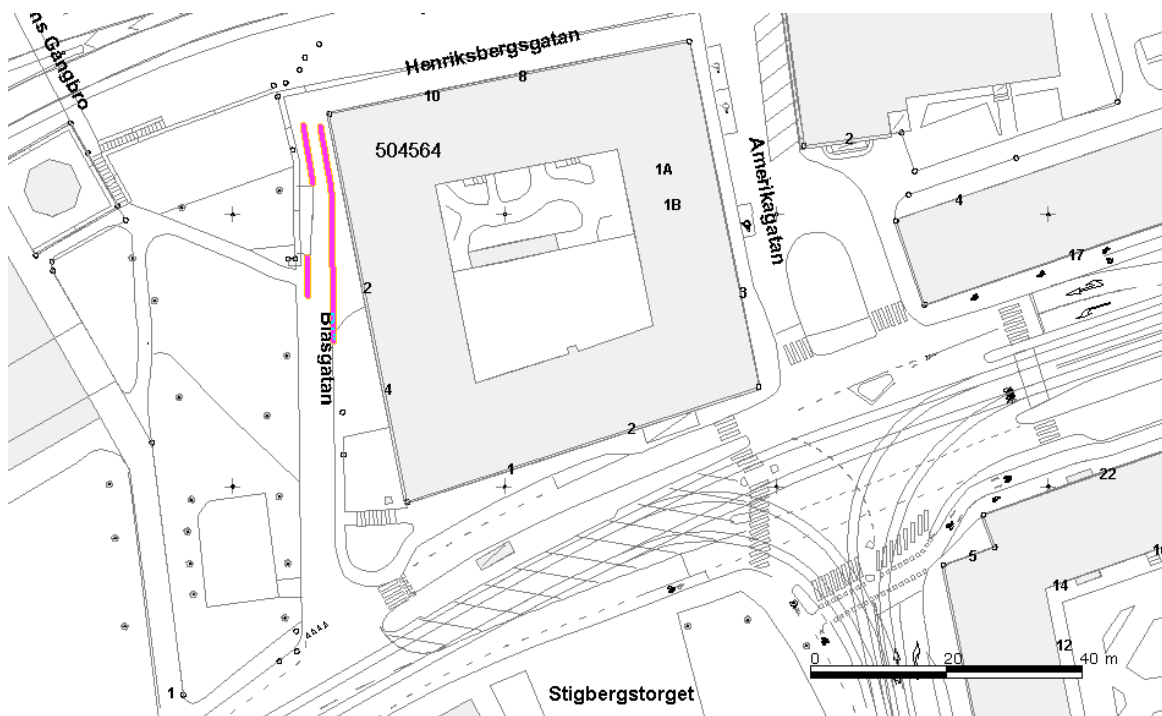 ns Gångbro
Henriksbergsgatan
8
10
504564
1A
1B
Amerikagatan
2
4
17
2
3
Blåsgatan
4
2
1
22
5
14
12
1
Stigbergstorget
0 20 40 m